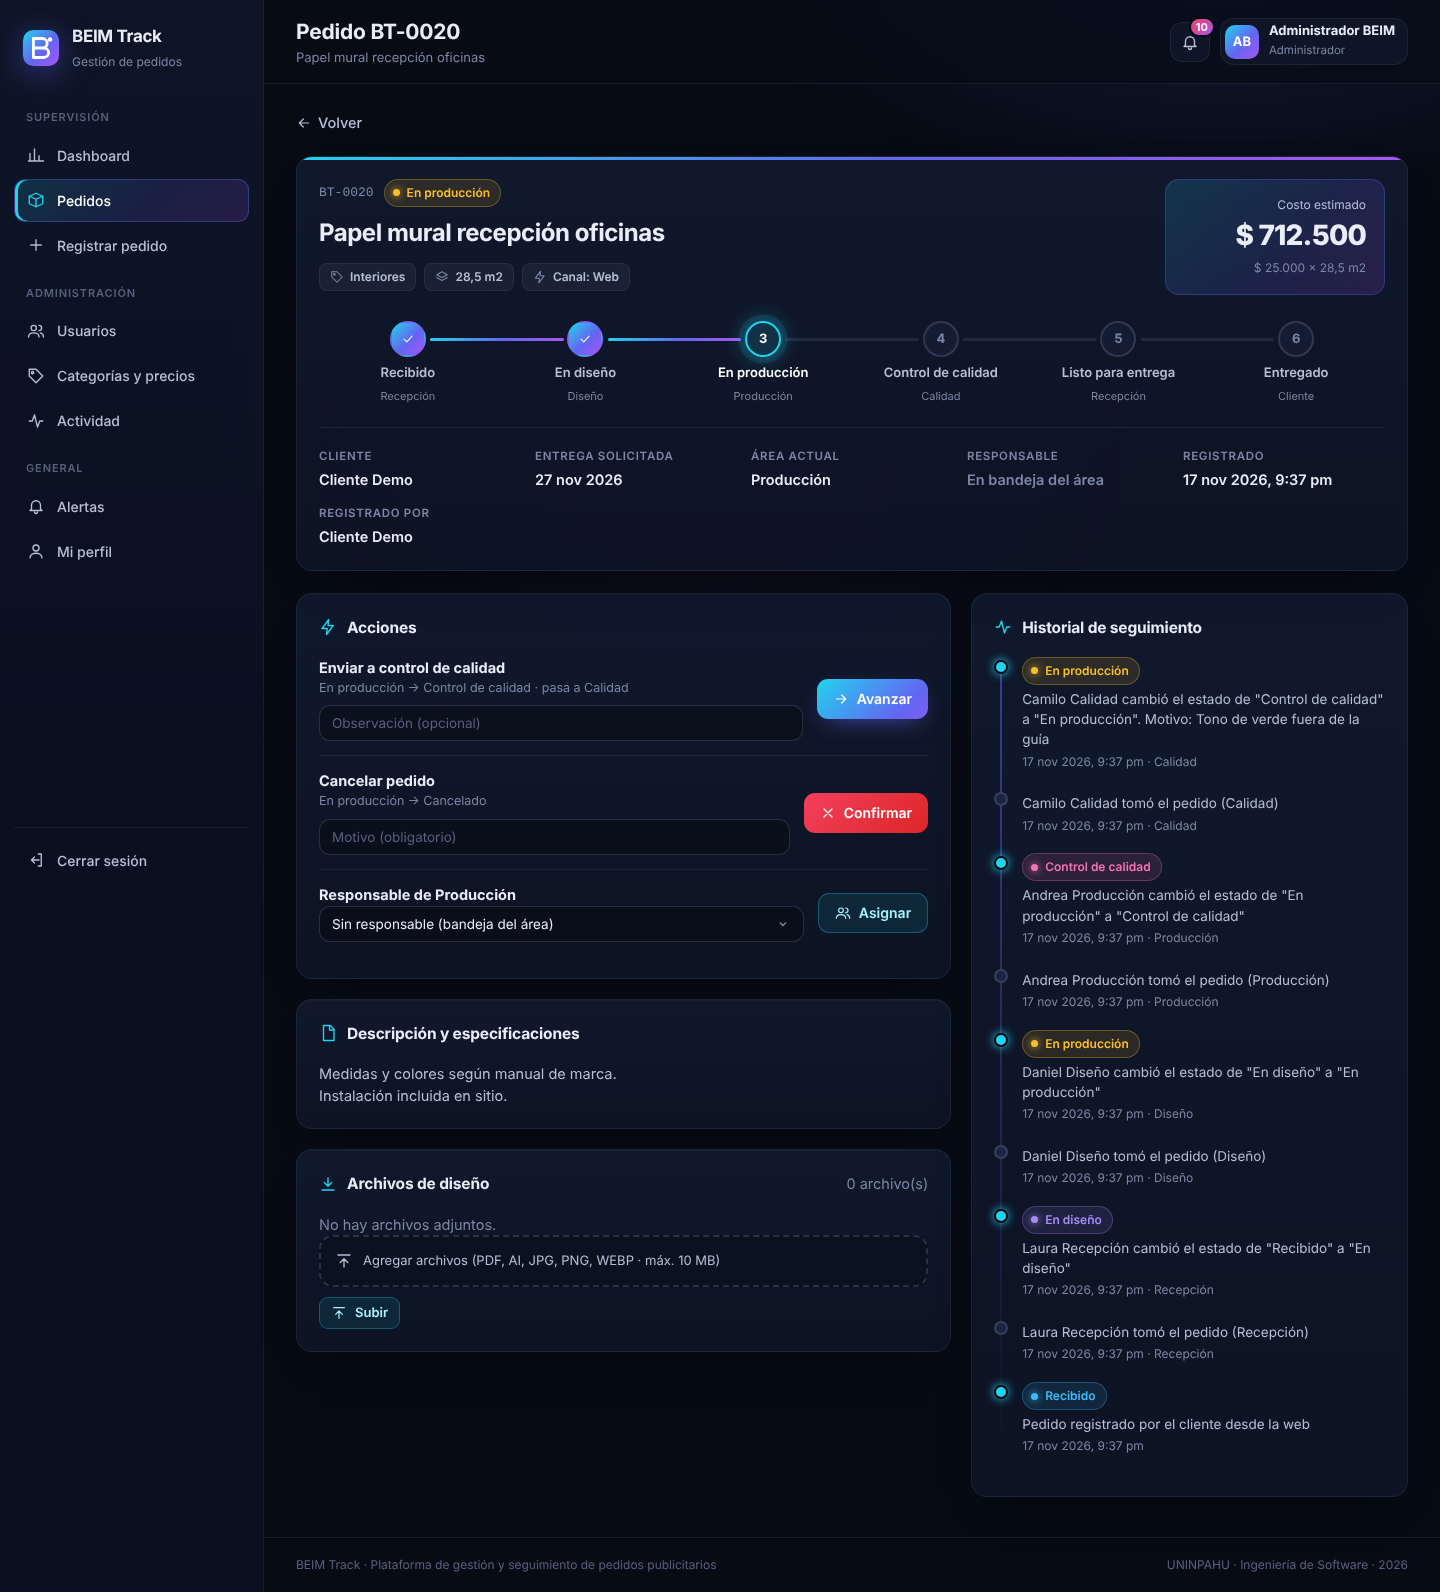 BEIM Track
Gestión de pedidos
SUPERVISIÓN
Dashboard
Pedidos
Registrar pedido
ADMINISTRACIÓN
Usuarios
Categorías y precios
Actividad
GENERAL
Alertas
Mi perfil
Cerrar sesión
Pedido BT-0020
Papel mural recepción oficinas
10
AB
Administrador BEIM
Administrador
← Volver
BT-0020
En producción
Papel mural recepción oficinas
Interiores
28,5 m2
Canal: Web
Costo estimado
$ 712.500
$ 25.000 × 28,5 m2
Recibido
Recepción
En diseño
Diseño
3
En producción
Producción
4
Control de calidad
Calidad
5
Listo para entrega
Recepción
6
Entregado
Cliente
CLIENTE
Cliente Demo
ENTREGA SOLICITADA
27 nov 2026
ÁREA ACTUAL
Producción
RESPONSABLE
En bandeja del área
REGISTRADO
17 nov 2026, 9:37 pm
REGISTRADO POR
Cliente Demo
Acciones
Enviar a control de calidad
En producción → Control de calidad · pasa a Calidad
Observación (opcional)
→ Avanzar
Cancelar pedido
En producción → Cancelado
Motivo (obligatorio)
Confirmar
Responsable de Producción
Sin responsable (bandeja del área)
Asignar
Descripción y especificaciones
Medidas y colores según manual de marca.
Instalación incluida en sitio.
Archivos de diseño
0 archivo(s)
No hay archivos adjuntos.
Agregar archivos (PDF, AI, JPG, PNG, WEBP · máx. 10 MB)
Subir
Historial de seguimiento
En producción
Camilo Calidad cambió el estado de "Control de calidad"
a "En producción". Motivo: Tono de verde fuera de la
guía
17 nov 2026, 9:37 pm · Calidad
Camilo Calidad tomó el pedido (Calidad)
17 nov 2026, 9:37 pm · Calidad
Control de calidad
Andrea Producción cambió el estado de "En
producción" a "Control de calidad"
17 nov 2026, 9:37 pm · Producción
Andrea Producción tomó el pedido (Producción)
17 nov 2026, 9:37 pm · Producción
En producción
Daniel Diseño cambió el estado de "En diseño" a "En
producción"
17 nov 2026, 9:37 pm · Diseño
Daniel Diseño tomó el pedido (Diseño)
17 nov 2026, 9:37 pm · Diseño
En diseño
Laura Recepción cambió el estado de "Recibido" a "En
diseño"
17 nov 2026, 9:37 pm · Recepción
Laura Recepción tomó el pedido (Recepción)
17 nov 2026, 9:37 pm · Recepción
Recibido
Pedido registrado por el cliente desde la web
17 nov 2026, 9:37 pm
BEIM Track · Plataforma de gestión y seguimiento de pedidos publicitarios
UNINPAHU · Ingeniería de Software · 2026